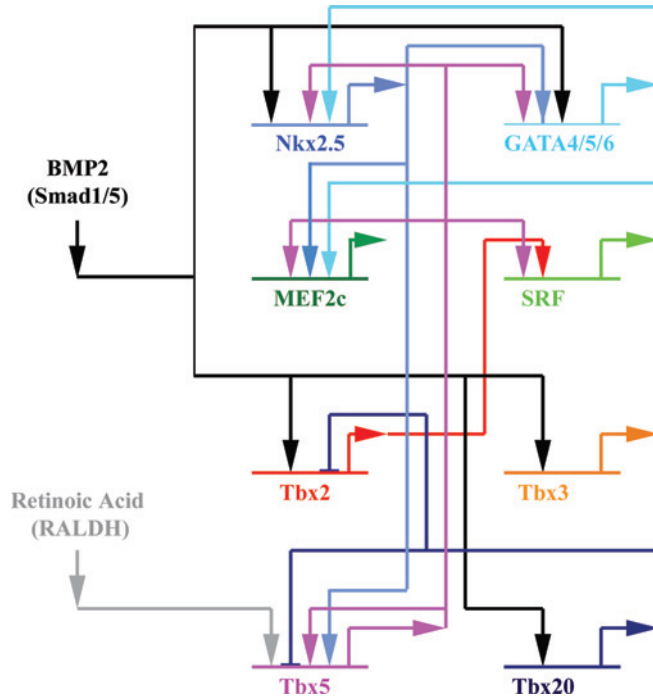 Nkx2.5
GATA4/5/6
BMP2
(Smad1/5)
MEF2c
SRF
Tbx2
Tbx3
Retinoic Acid
(RALDH)
Tbx5
Tbx20